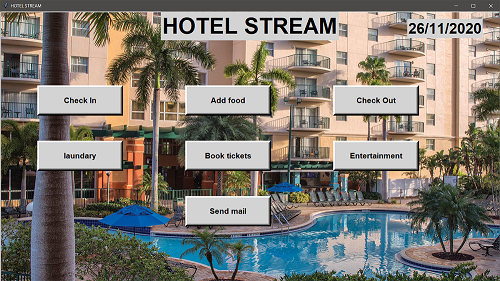 HOTEL STREAM
HOTEL STREAM
26/11/2020
Check In
Add food
Check Out
laundary
Book tickets
Entertainment
Send mail